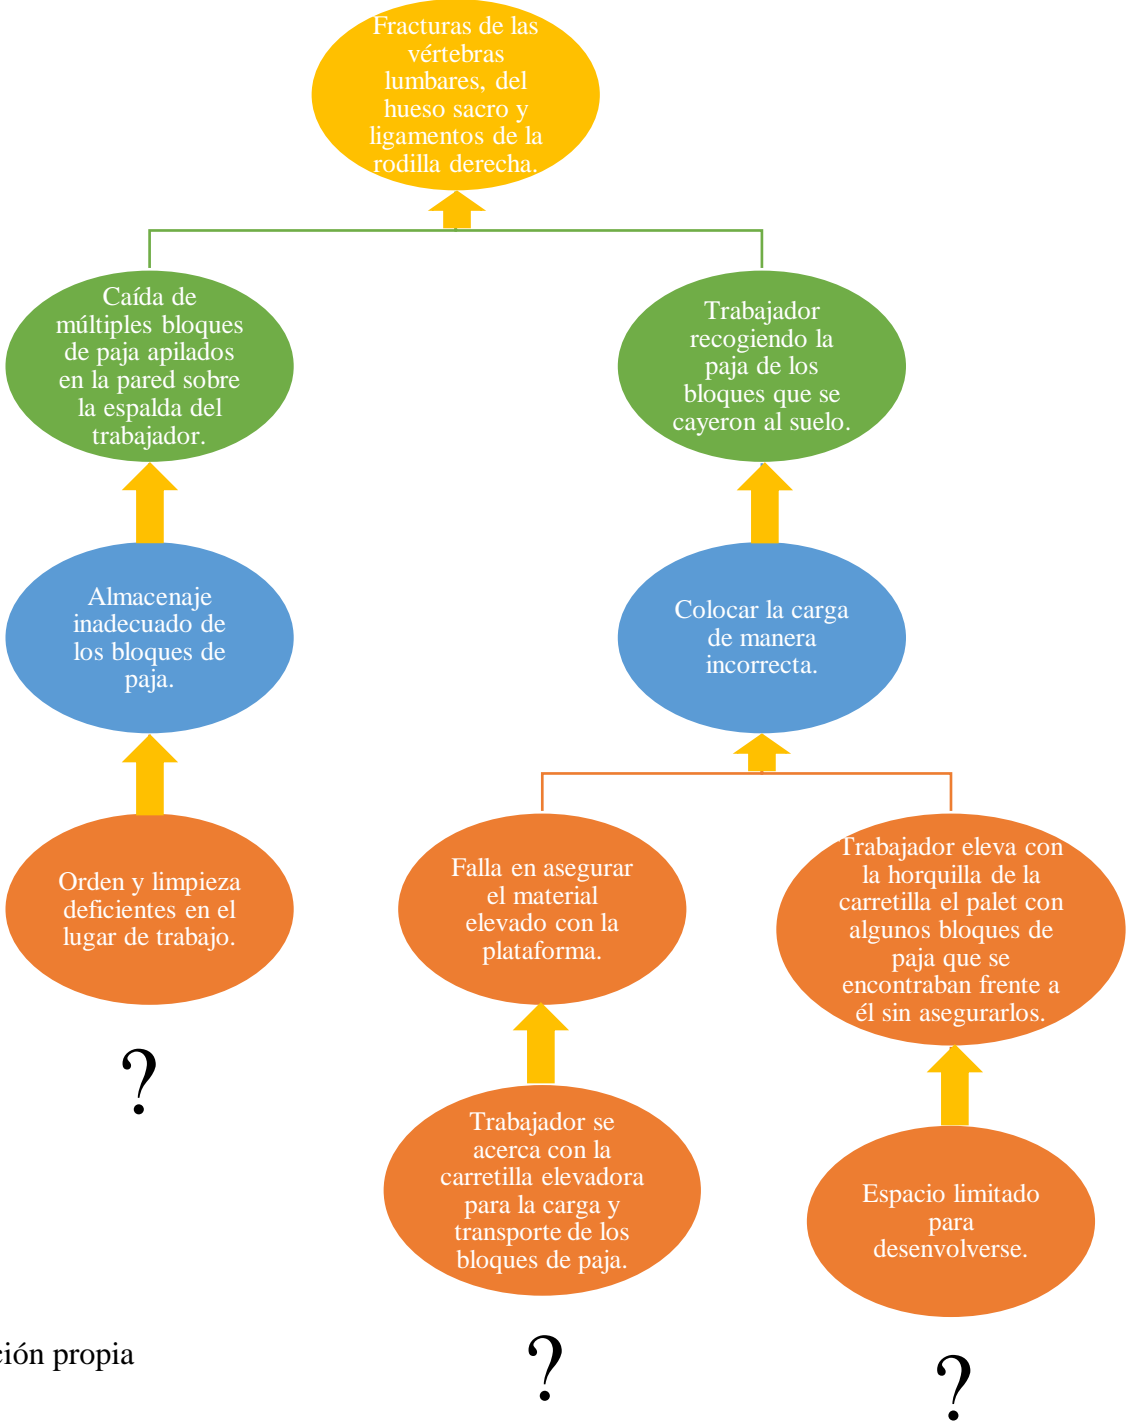 Fracturas de las
vértebras
lumbares, del
hueso sacro y
ligamentos de la
rodilla derecha.
Caída de
múltiples bloques
de paja apilados
en la pared sobre
la espalda del
trabajador.
Trabajador
recogiendo la
paja de los
bloques que se
cayeron al suelo.
Almacenaje
inadecuado de
los bloques de
paja.
Colocar la carga
de manera
incorrecta.
Orden y limpieza
deficientes en el
lugar de trabajo.
Falla en asegurar
el material
elevado con la
plataforma.
Trabajador eleva con
la horquilla de la
carretilla el palet con
algunos bloques de
paja que se
encontraban frente a
él sin asegurarlos.
?
Trabajador se
acerca con la
carretilla elevadora
para la carga y
transporte de los
bloques de paja.
Espacio limitado
para
desenvolverse.
ción propia
?
?